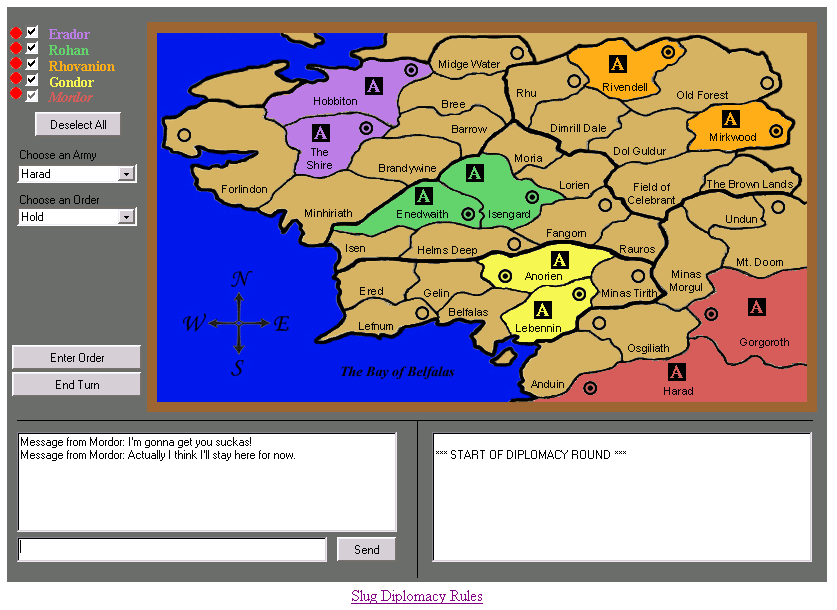 Erador
Rohan
Rhovanion
Gondor
Mordor
Deselect All
Choose an Army
Harad
Choose an Order
Hold
Enter Order
End Turn
Midge Water
Rhu
A
Rivendell
Old Forest
A
Hobbiton
Bree
Barrow
Dimrill Dale
A
Mirkwood
A
The
Shire
Dol Guldur
Moria
Brandywine
A
Lorien
Field of
Celebrant
The Brown Lands
Forlindon
A
Enedwaith
Isengard
Minhiriath
Undun
Fangorn
Isen
Helms Deep
Rauros
A
Anorien
Mt. Doom
Minas
Morgul
Ered
Gelin
Minas Tirith
A
Lebennin
Belfalas
Lefnum
A
Gorgoroth
Osgiliath
N
W
E
S
The Bay of Belfalas
Anduin
A
Harad
Message from Mordor: I'm gonna get you suckas!
Message from Mordor: Actually I think I'll stay here for now.
Send
*** START OF DIPLOMACY ROUND ***
Slug Diplomacy Rules